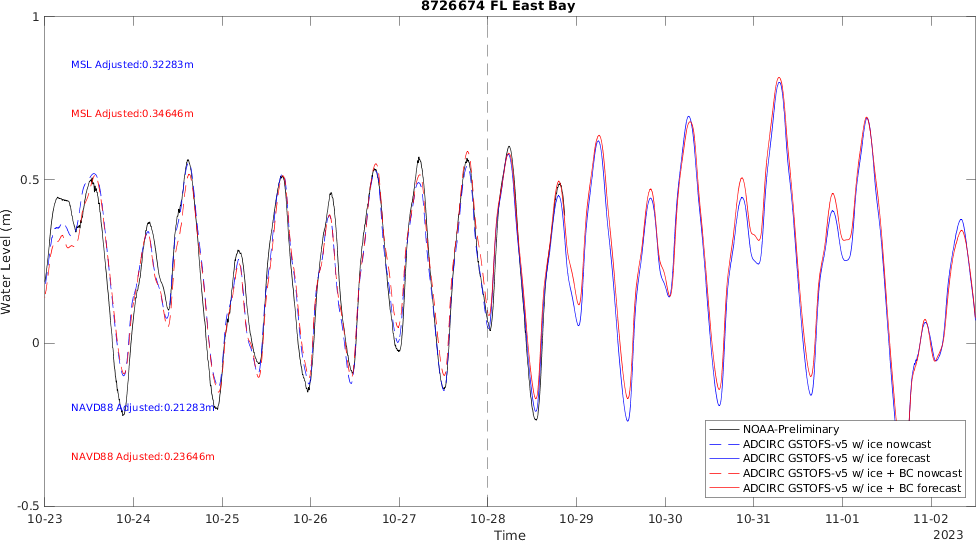 8726674 FL East Bay
1
MSL Adjusted:0.32283m
MSL Adjusted:0.34646m
0.5
Water Level (m)
0
NAVD88 Adjusted:0.21283m
NAVD88 Adjusted:0.23646m
NOAA-Preliminary
ADCIRC GSTOFS-v5 w/ ice nowcast
ADCIRC GSTOFS-v5 w/ ice forecast
ADCIRC GSTOFS-v5 w/ ice + BC nowcast
ADCIRC GSTOFS-v5 w/ ice + BC forecast
-0.5
10-23 10-24 10-25 10-26 10-27 10-28 10-29 10-30 10-31 11-01 11-02
Time
2023